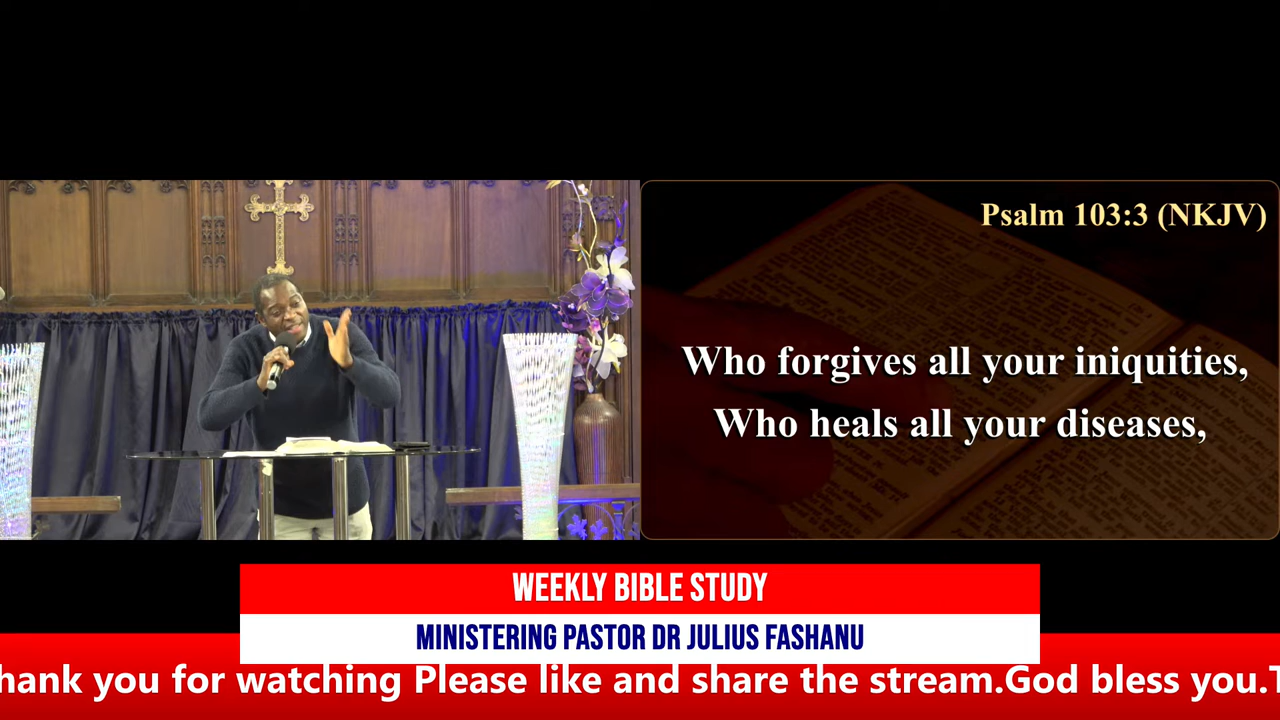 Psalm 103:3 (NKJV)
Who forgives all your iniquities,
Who heals all your diseases,
WEEKLY BIBLE STUDY
MINISTERING PASTOR DR JULIUS FASHANU
hank you for watching Please like and share the stream.God bless you.T